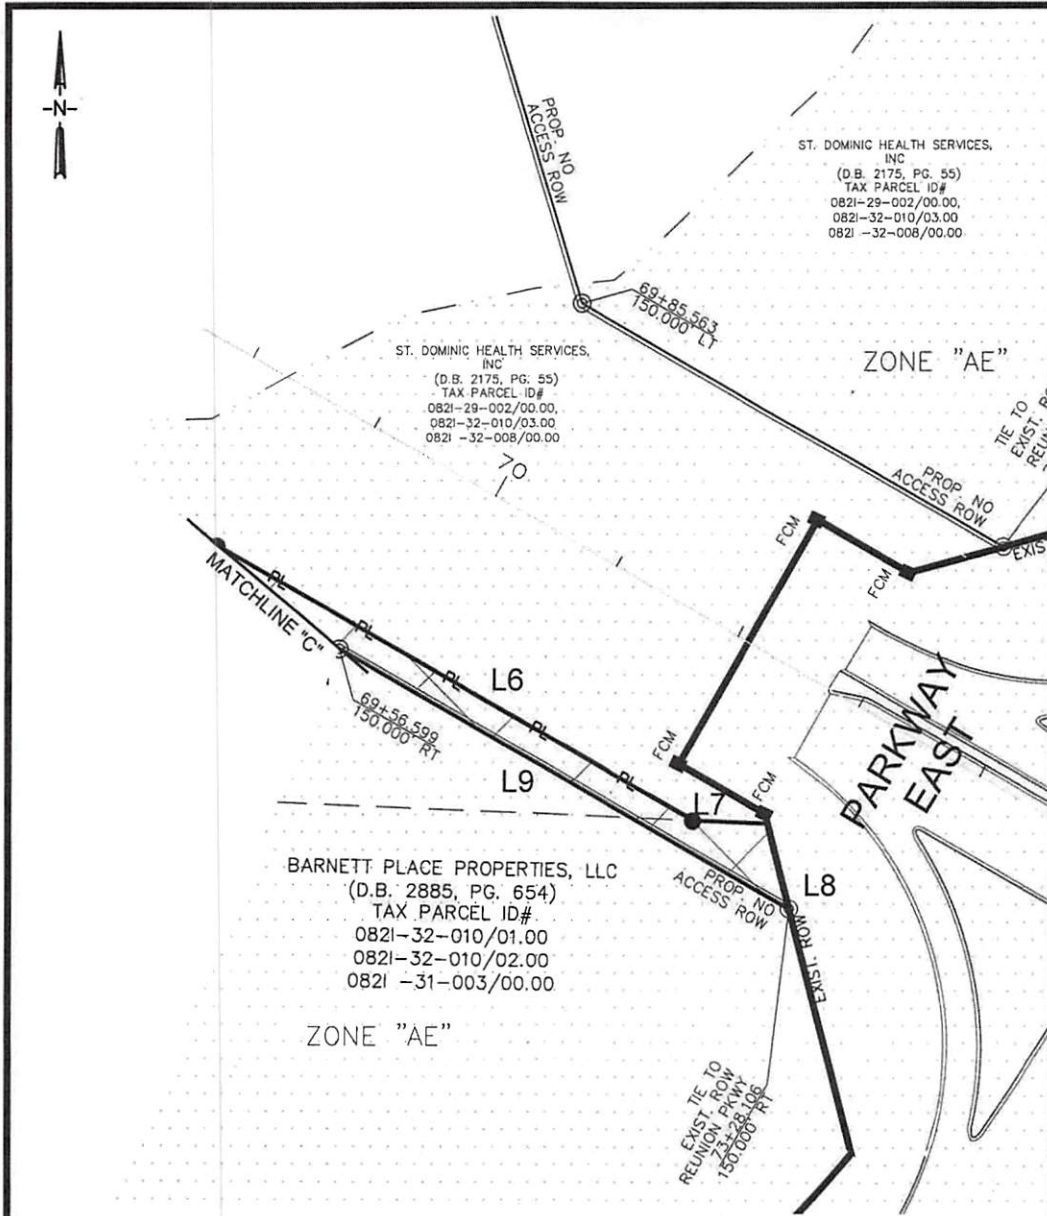 -N-
PROP NO
ACCESS ROW
ST. DOMINIC HEALTH SERVICES,
INC
(D.B. 2175, PG. 55)
TAX PARCEL ID#
0821-29-002/00.00,
0821-32-010/03.00
0821 -32-008/00.00
69+85.563
150.000' LT
ZONE "AE"
ST. DOMINIC HEALTH SERVICES,
INC
(D.B. 2175, PG. 55)
TAX PARCEL ID#
0821-29-002/00.00,
0821-32-010/03.00
0821 -32-008/00.00
TIE TO
EXIST. RO
REUN
70
PROP. NO
ACCESS ROW
FCM
FCM
EXIS
MATCHLINE "C"
PL
PL
PL
PL
PL
L6
69+56.599
150.000' RT
L9
FCM
FCM
L7
PARKWAY
EAST
BARNETT PLACE PROPERTIES, LLC
(D.B. 2885, PG. 654)
TAX PARCEL ID#
0821-32-010/01.00
0821-32-010/02.00
0821 -31-003/00.00
PROP. NO
ACCESS ROW
L8
EXIST. ROW
ZONE "AE"
TIE TO
EXIST ROW
REUNION PKWY
73+28.106
150.000' RT